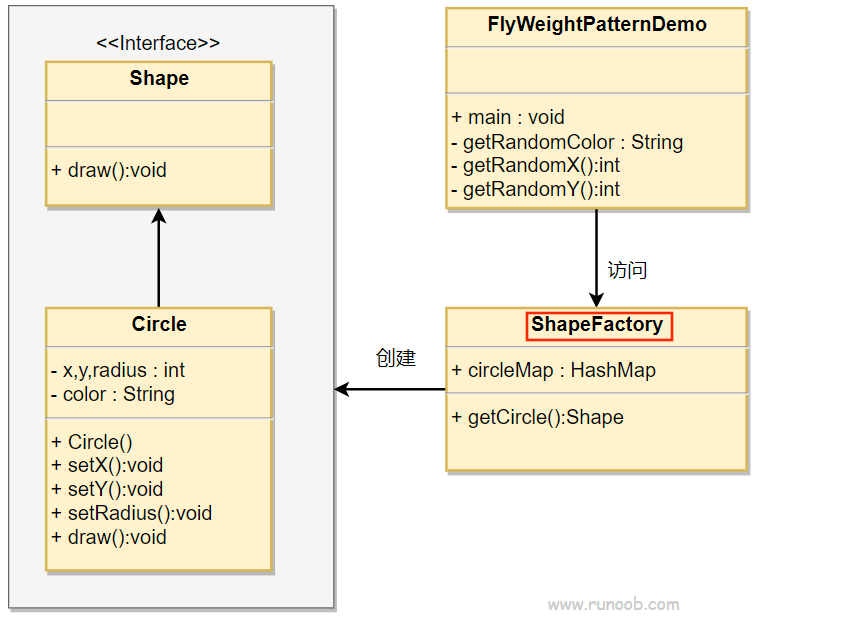 <<Interface>>
Shape
+ draw():void
Circle
- x,y,radius : int
- color : String
+ Circle()
+ setX():void
+ setY():void
+ setRadius():void
+ draw():void
FlyWeightPatternDemo
+ main : void
- getRandomColor : String
- getRandomX():int
- getRandomY():int
访问
ShapeFactory
+ circleMap : HashMap
+ getCircle():Shape
创建
www.runoob.com